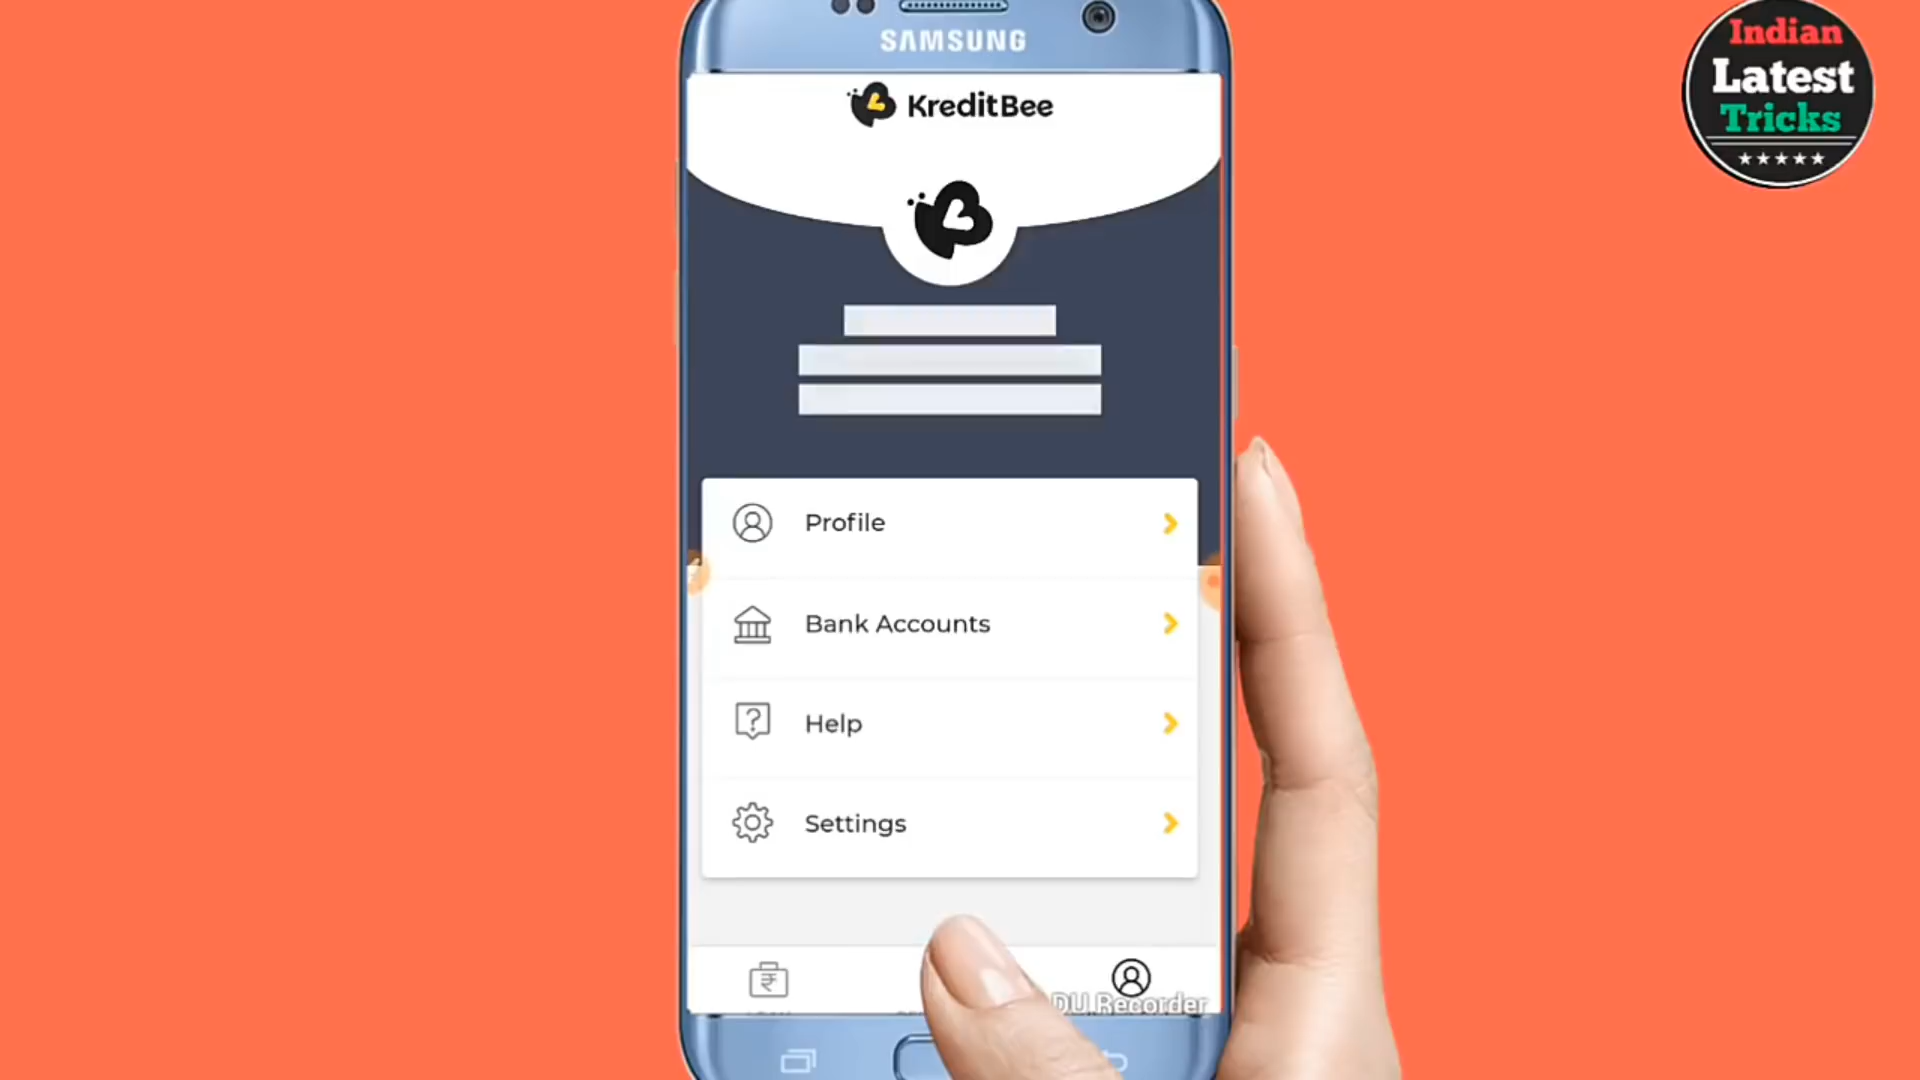 SAMSUNG
KreditBee
Indian
Latest
Tricks
Profile
Bank Accounts
Help
Settings
DU Recorder